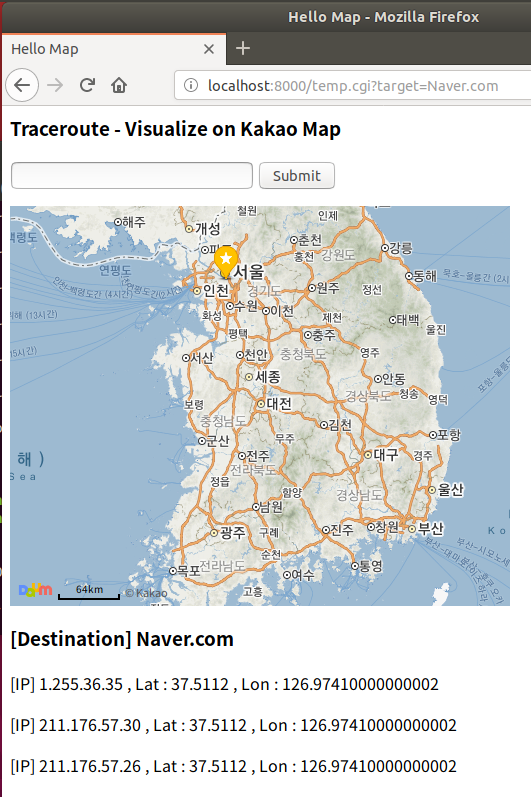 Hello Map - Mozilla Firefox
Hello Map
localhost:8000/temp.cgi?target=Naver.com
Traceroute - Visualize on Kakao Map
Submit
철원
인제
해주
개성
파주
춘천
홍천
강원도
강릉
백령도
연평도
서울
동해
인천
경기도
원주
정선
수원
이천
화성
제천
태백
울진
평택
충주
서산
천안
충청북도
영주
세종
안동
보령
대전
경상북도
청송
영덕
충청남도
김천
군산
무주
포항
해 )
전주
대구
경주
Sea
전라북도
정읍
함양
경상남도
울산
남원
광주
구례
진주
창원
부산
순천
목포
전라남도
여수
통영
고흥
Daum
64km
© Kakao
[Destination] Naver.com
[IP] 1.255.36.35 , Lat : 37.5112 , Lon : 126.97410000000002
[IP] 211.176.57.30 , Lat : 37.5112 , Lon : 126.97410000000002
[IP] 211.176.57.26 , Lat : 37.5112 , Lon : 126.97410000000002